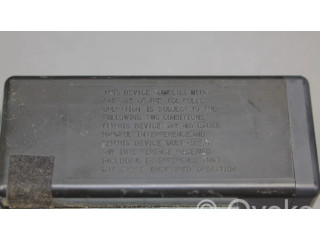 THIS DEVICE COMPLIES WITH
PART 15 OF THE FCC RULES
OPERATION IS SUBJECT TO THE
FOLLOWING TWO CONDITIONS
THIS DEVICE MAY NOT CAUSE
HARMFUL INTERFERENCE, AND
THIS DEVICE MUST
ANY INTERFERENCE RECEIVED
INCLUDING INTERFERENCE THAT
MAY CAUSE UNDESIRED OPERATION